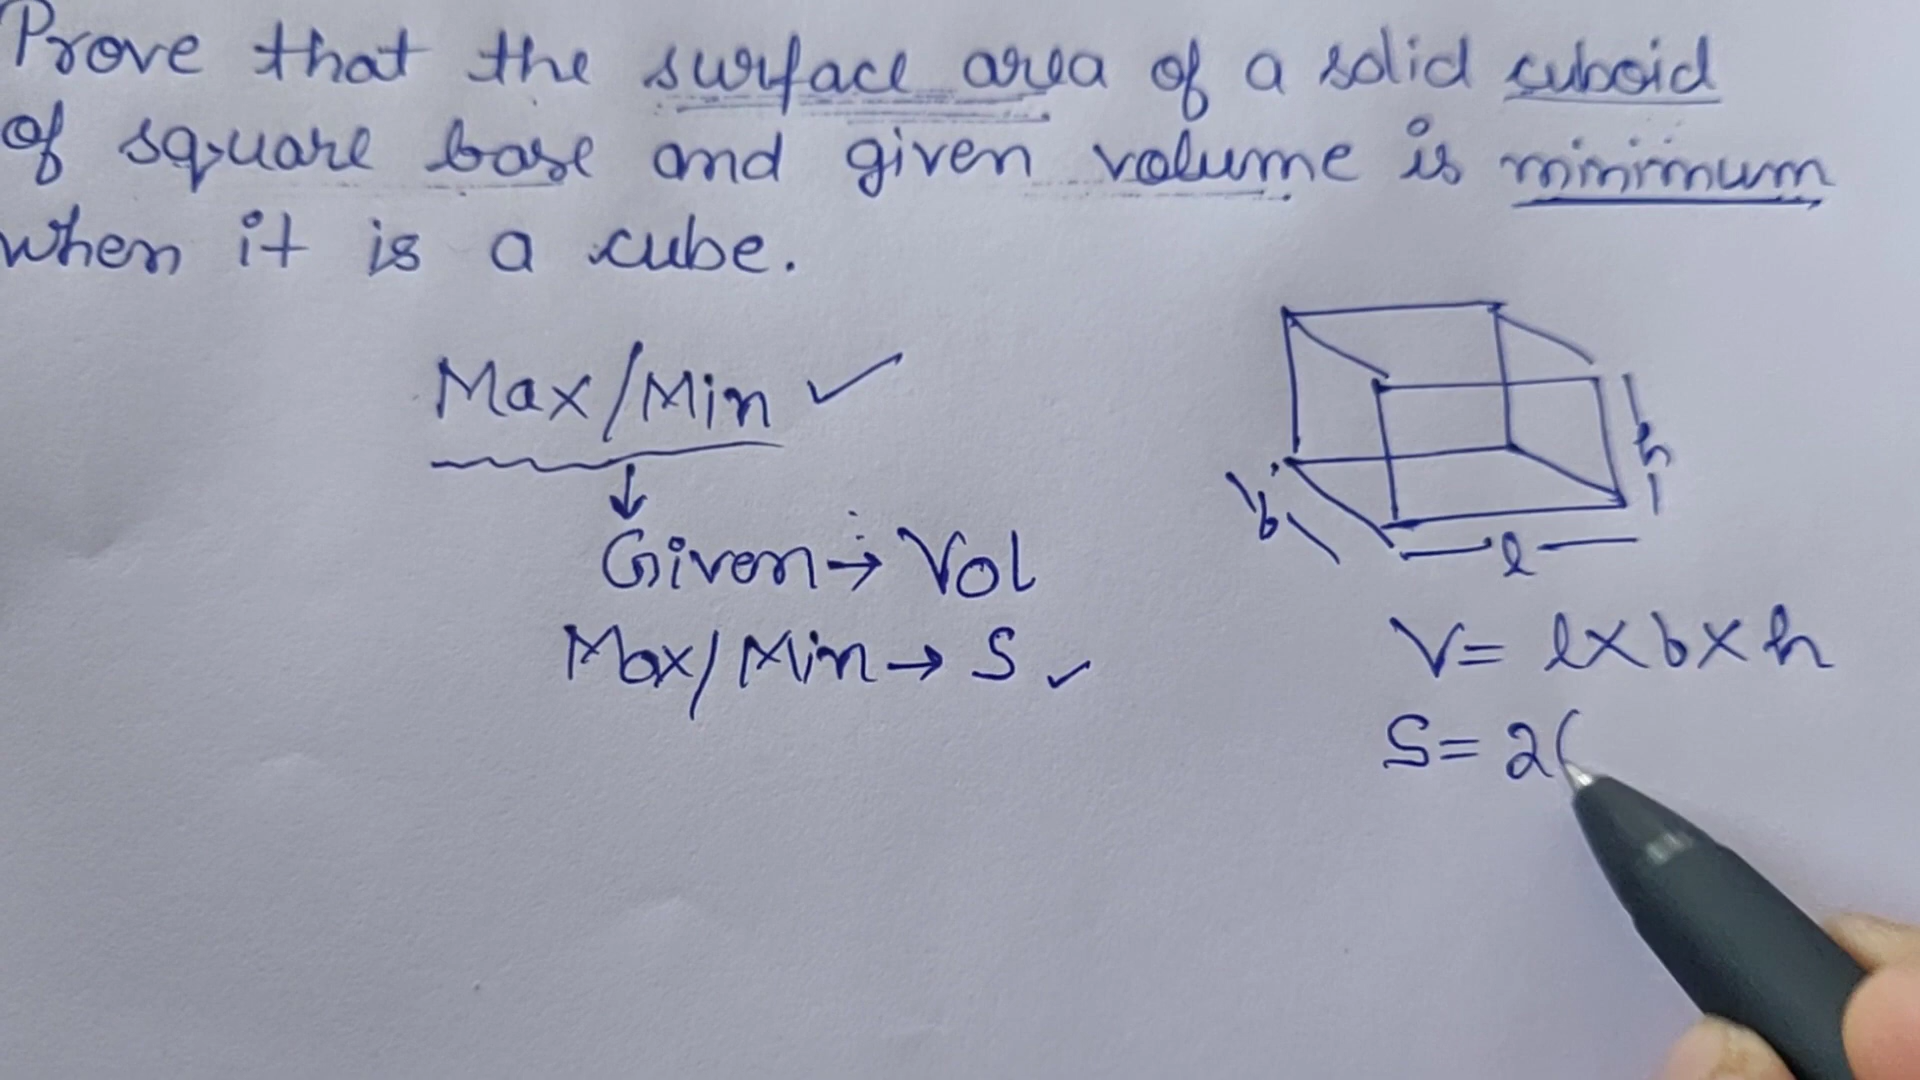 Prove that the surface area of a solid cuboid
of square base and given volume is minimum
when it is a cube.
Max/Min ✓
↓
Given → Vol
Max/Min → S ✓
h
b
l
V = l×b×h
S = 2(